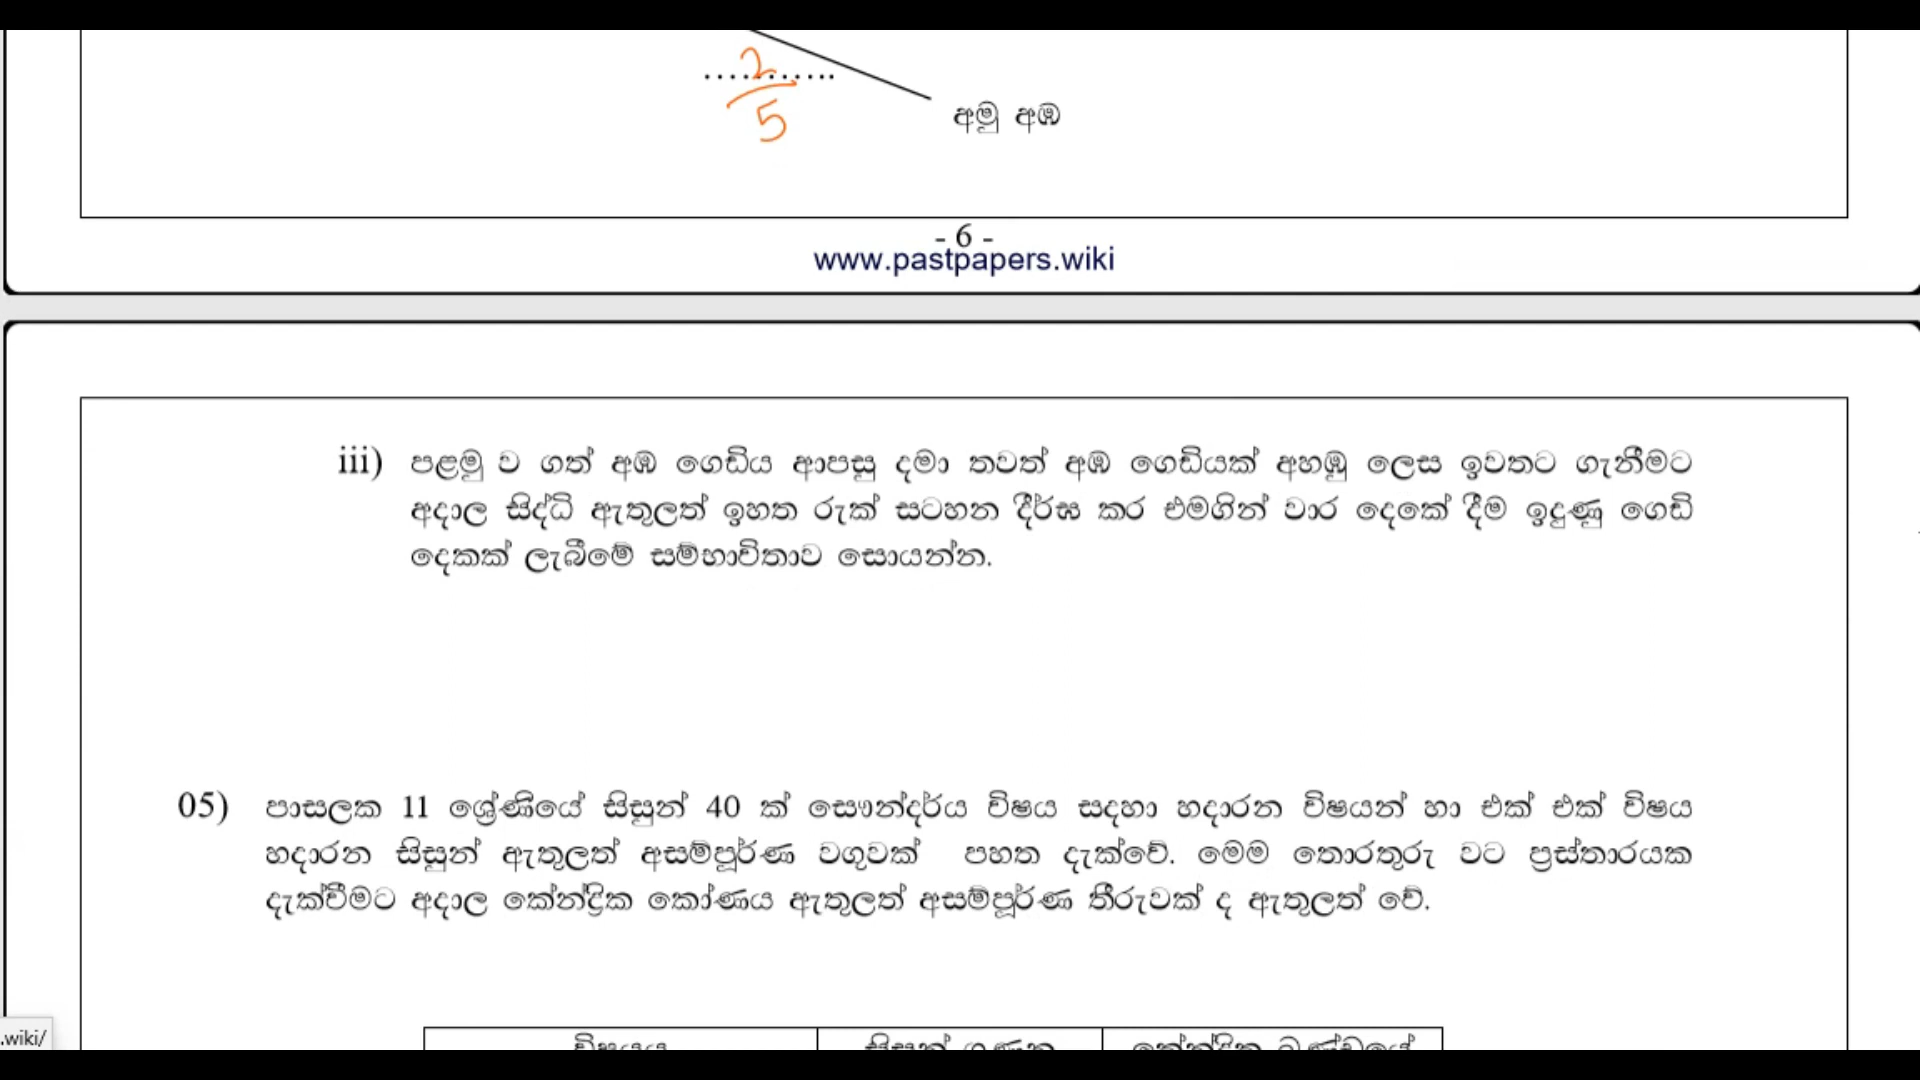 2
...........
5
අමු අඹ
- 6 -
www.pastpapers.wiki
iii) පළමු ව ගත් අඹ ගෙඩිය ආපසු දමා තවත් අඹ ගෙඩියක් අහඹු ලෙස ඉවතට ගැනීමට
අදාල සිද්ධි ඇතුලත් ඉහත රුක් සටහන දීර්ඝ කර එමගින් වාර දෙකේ දීම ඉදුණු ගෙඩි
දෙකක් ලැබීමේ සම්භාවිතාව සොයන්න.
05) පාසලක 11 ශ්‍රේණියේ සිසුන් 40 ක් සෞන්දර්ය විෂය සදහා හදාරන විෂයන් හා එක් එක් විෂය
හදාරන සිසුන් ඇතුලත් අසම්පූර්ණ වගුවක් පහත දැක්වේ. මෙම තොරතුරු වට ප්‍රස්තාරයක
දැක්වීමට අදාල කේන්ද්‍රික කෝණය ඇතුලත් අසම්පූර්ණ තීරුවක් ද ඇතුලත් වේ.
.wiki/